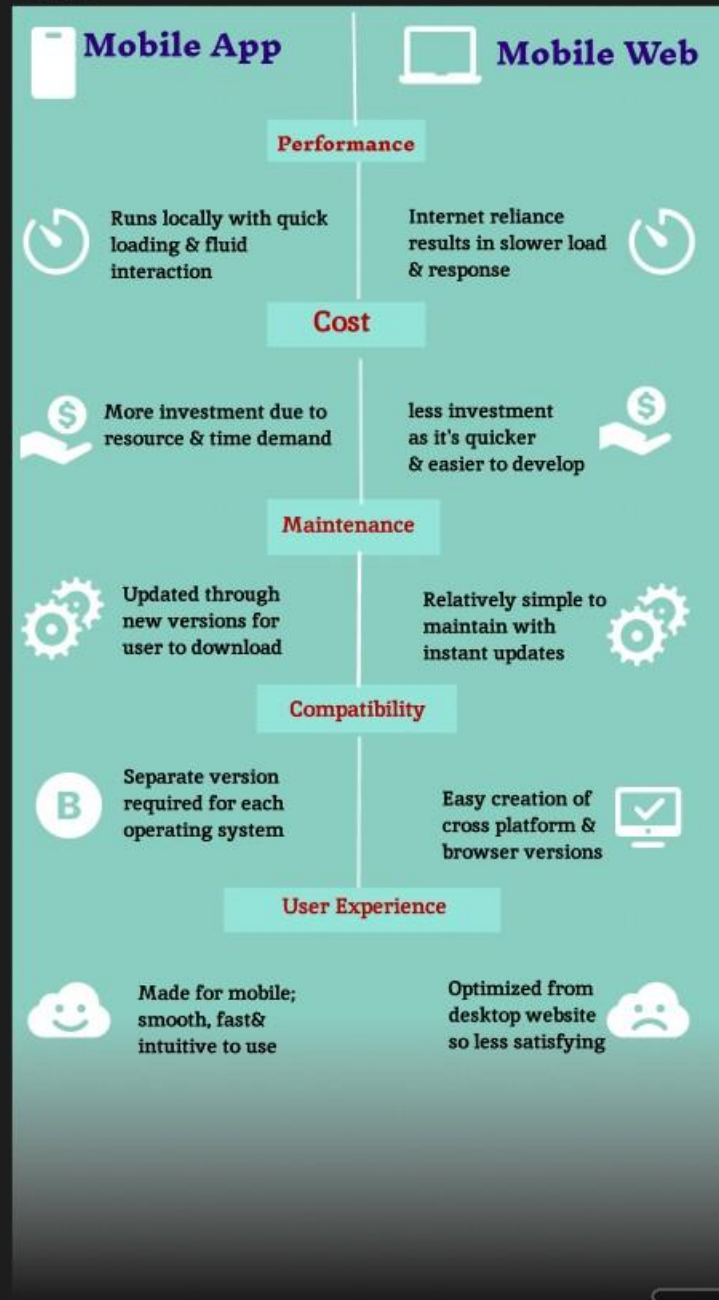 Mobile App
Mobile Web
Performance
Runs locally with quick
loading & fluid
interaction
Internet reliance
results in slower load
& response
Cost
$
More investment due to
resource & time demand
less investment
as it's quicker
& easier to develop
$
Maintenance
Updated through
new versions for
user to download
Relatively simple to
maintain with
instant updates
Compatibility
B
Separate version
required for each
operating system
Easy creation of
cross platform &
browser versions
User Experience
Made for mobile;
smooth, fast&
intuitive to use
Optimized from
desktop website
so less satisfying